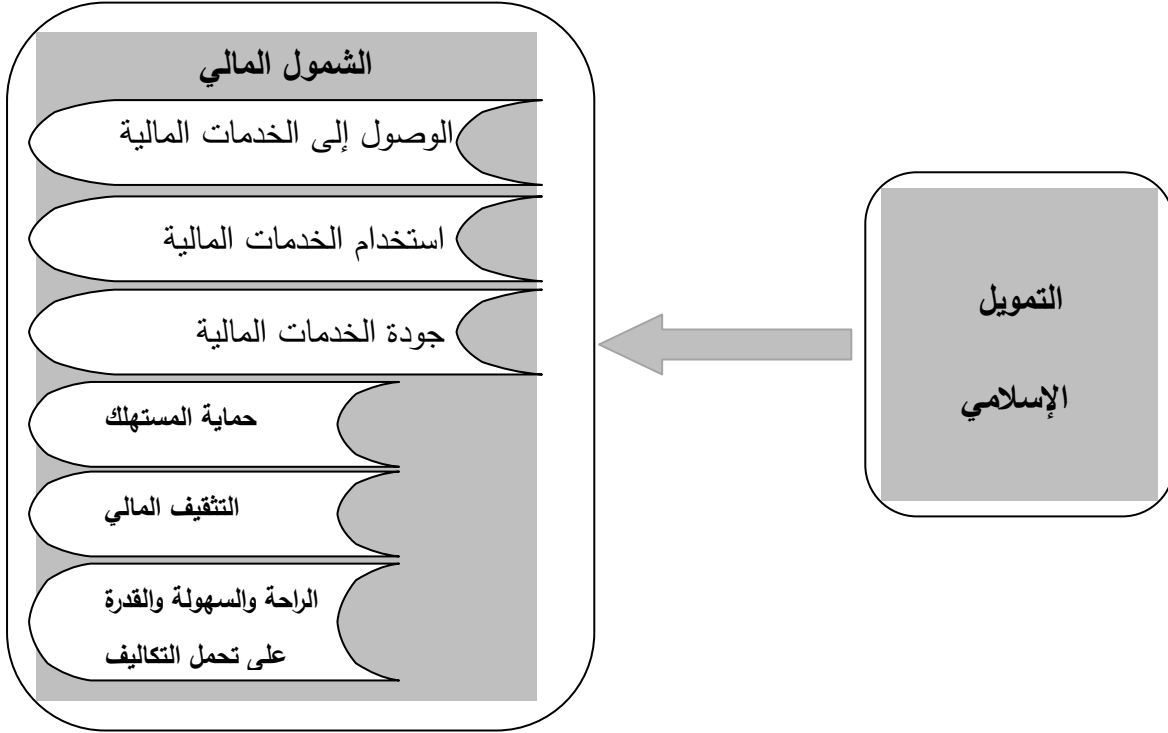 الشمول المالي
الوصول إلى الخدمات المالية
استخدام الخدمات المالية
جودة الخدمات المالية
حماية المستهلك
التثقيف المالي
الراحة والسهولة والقدرة
على تحمل التكاليف
التمويل
الإسلامي